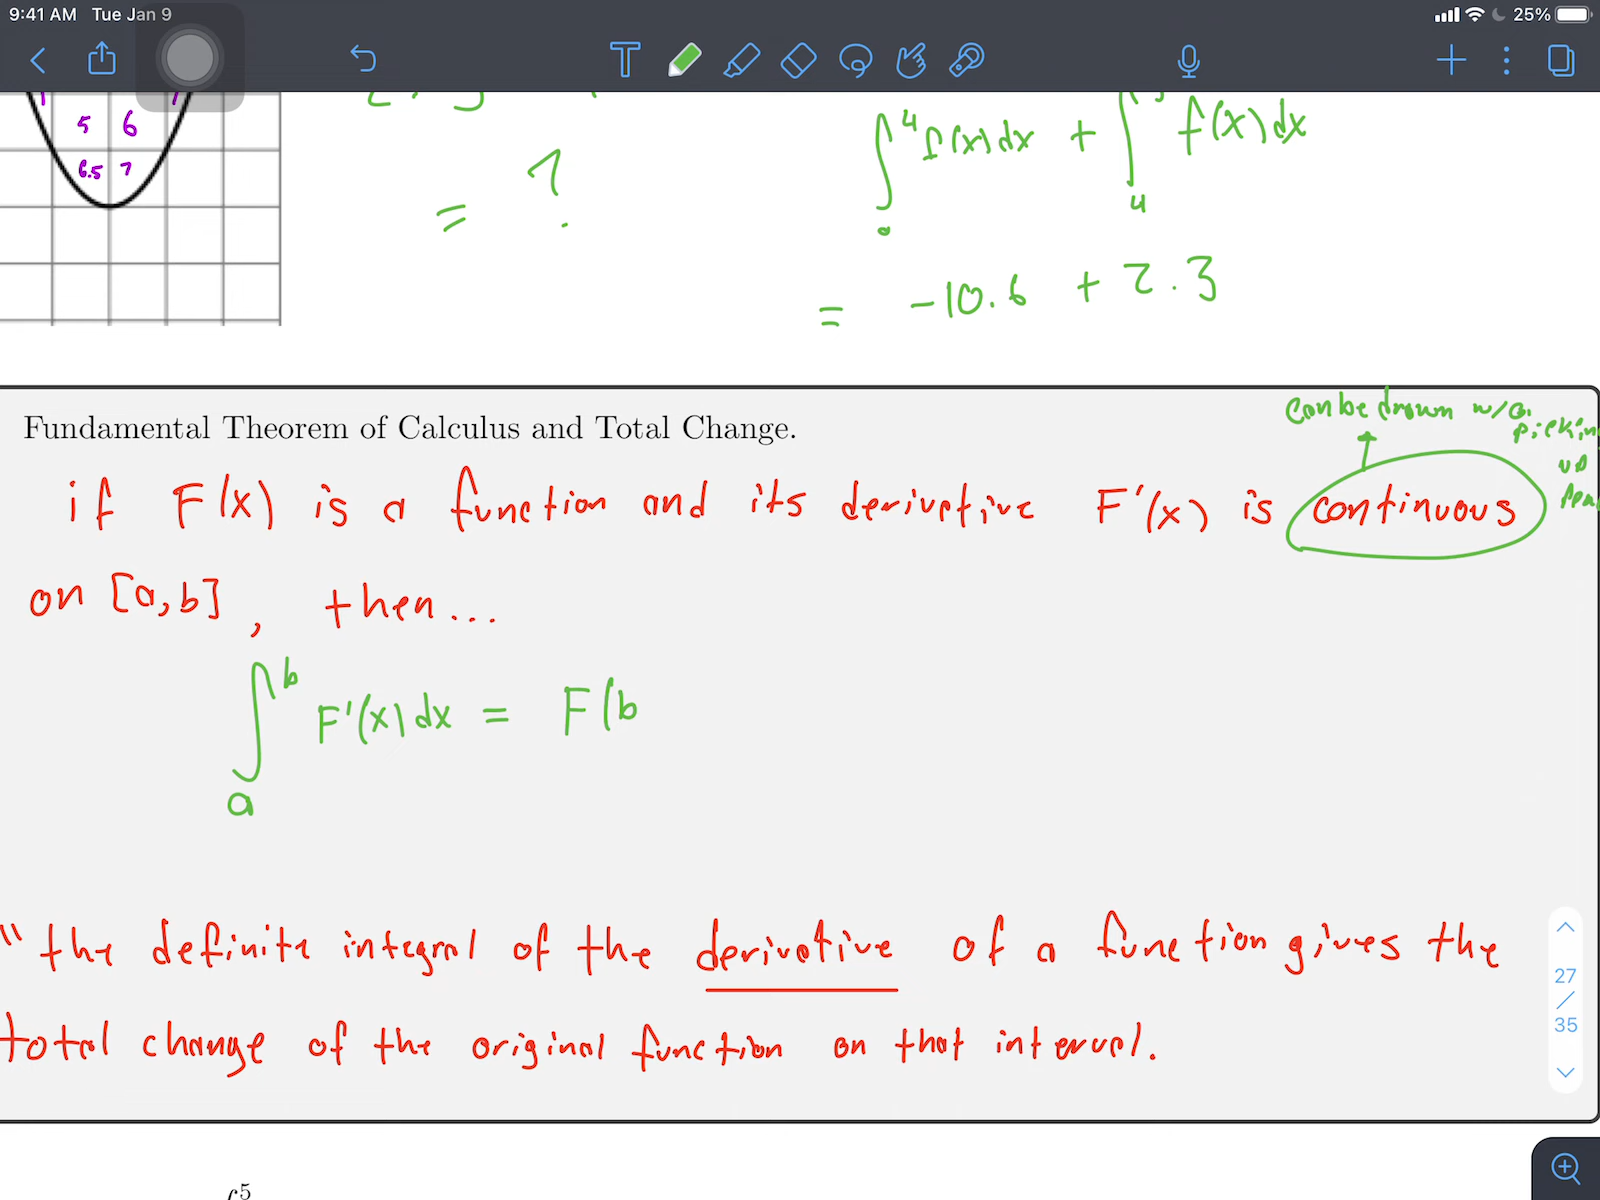 9:41 AM Tue Jan 9
25%
5 6
6.5 7
= ?
∫ 4 f(x)dx + ∫ f(x)dx
4
= -10.6 + 2.3
Fundamental Theorem of Calculus and Total Change.
can be drawn w/o
pickin
up
if F(x) is a function and its derivative F'(x) is continuous
on [a,b], then...
∫ₐᵇ F'(x)dx = F(b
"the definite integral of the derivative of a function gives the
total change of the original function on that interval.
27
/
35
∫5